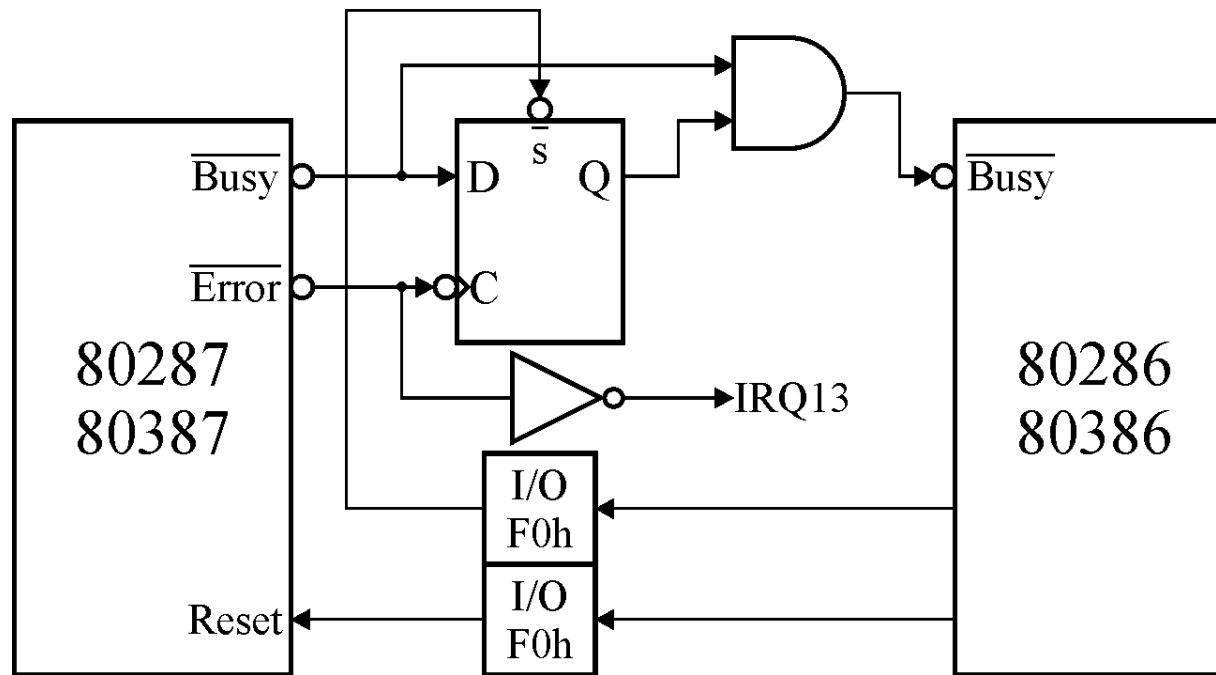 s
Busy
D
Q
Busy
Error
C
80287
80387
80286
80386
IRQ13
I/O
F0h
I/O
F0h
Reset